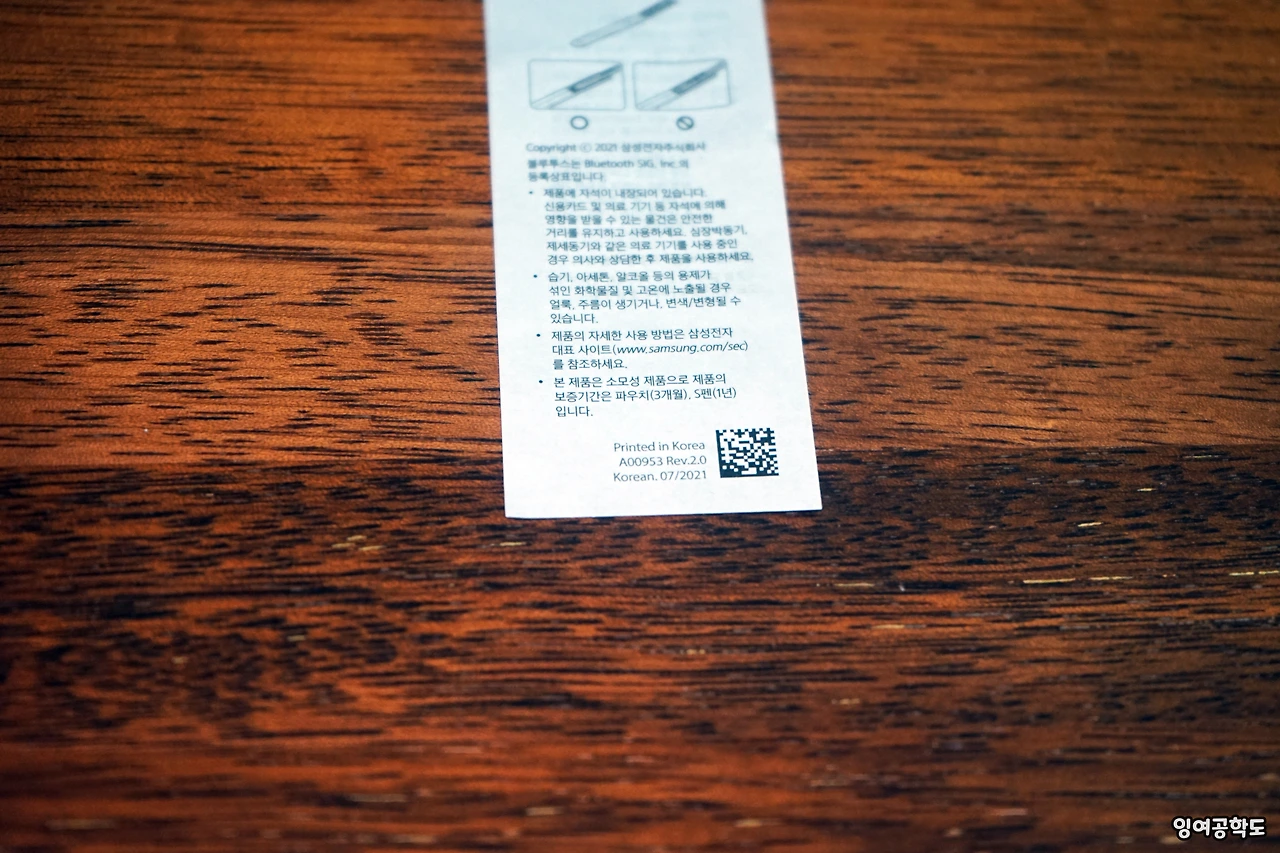 Copyright ⓒ 2021 삼성전자주식회사
블루투스는 Bluetooth SIG, Inc.의
등록상표입니다.
• 제품에 자석이 내장되어 있습니다.
신용카드 및 의료 기기 등 자석에 의해
영향을 받을 수 있는 물건은 안전한
거리를 유지하고 사용하세요. 심장박동기,
제세동기와 같은 의료 기기를 사용 중인
경우 의사와 상담한 후 제품을 사용하세요.
• 습기, 아세톤, 알코올 등의 용제가
섞인 화학물질 및 고온에 노출될 경우
얼룩, 주름이 생기거나, 변색/변형될 수
있습니다.
• 제품의 자세한 사용 방법은 삼성전자
대표 사이트(www.samsung.com/sec)
를 참조하세요.
• 본 제품은 소모성 제품으로 제품의
보증기간은 파우치(3개월), S펜(1년)
입니다.
Printed in Korea
A00953 Rev.2.0
Korean. 07/2021
잉여공학도